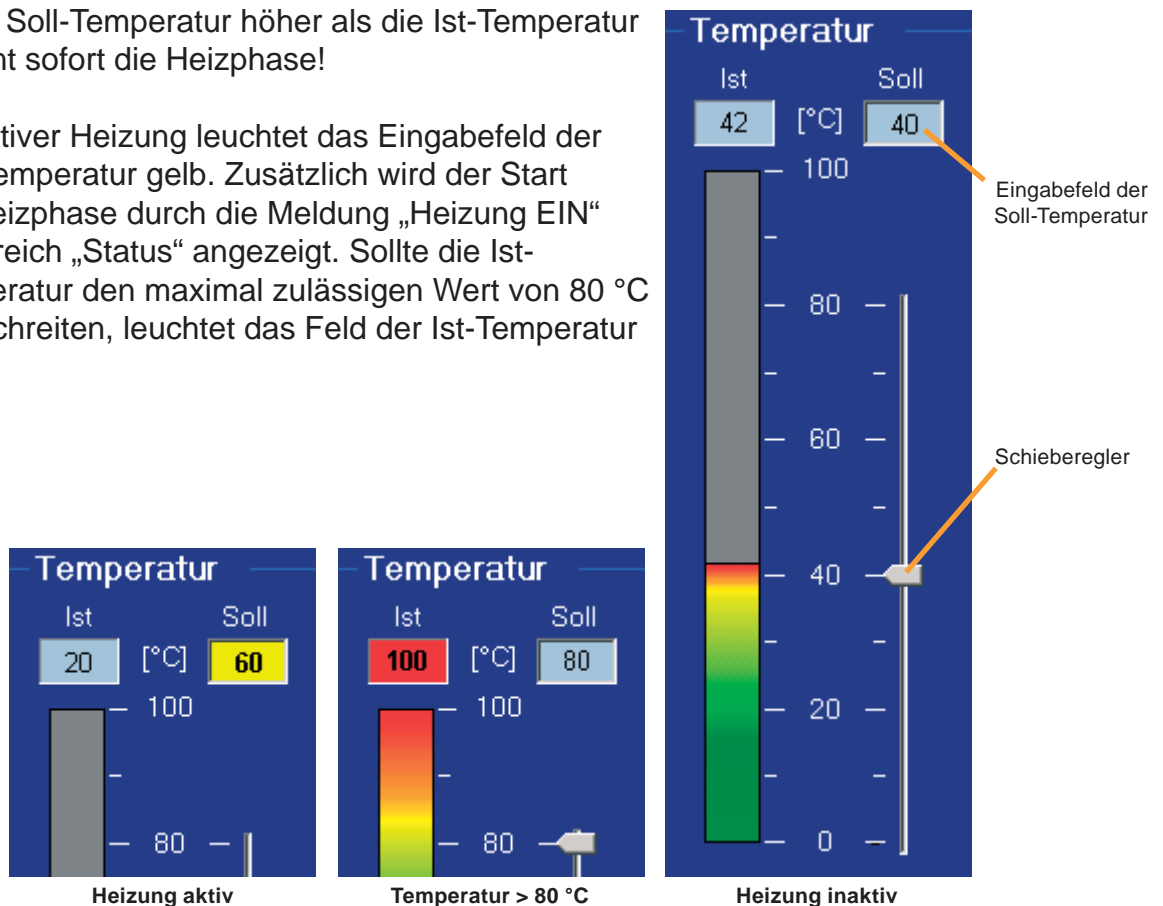 Soll-Temperatur höher als die Ist-Temperatur
nt sofort die Heizphase!
ktiver Heizung leuchtet das Eingabefeld der
emperatur gelb. Zusätzlich wird der Start
eizphase durch die Meldung „Heizung EIN“
reich „Status“ angezeigt. Sollte die Ist-
eratur den maximal zulässigen Wert von 80 °C
chreiten, leuchtet das Feld der Ist-Temperatur
Temperatur
Ist Soll
42 [°C] 40
100
80
60
40
20
0
Eingabefeld der
Soll-Temperatur
Schieberegler
Temperatur
Ist Soll
20 [°C] 60
100
80
Heizung aktiv
Temperatur
Ist Soll
100 [°C] 80
100
80
Temperatur > 80 °C
Heizung inaktiv